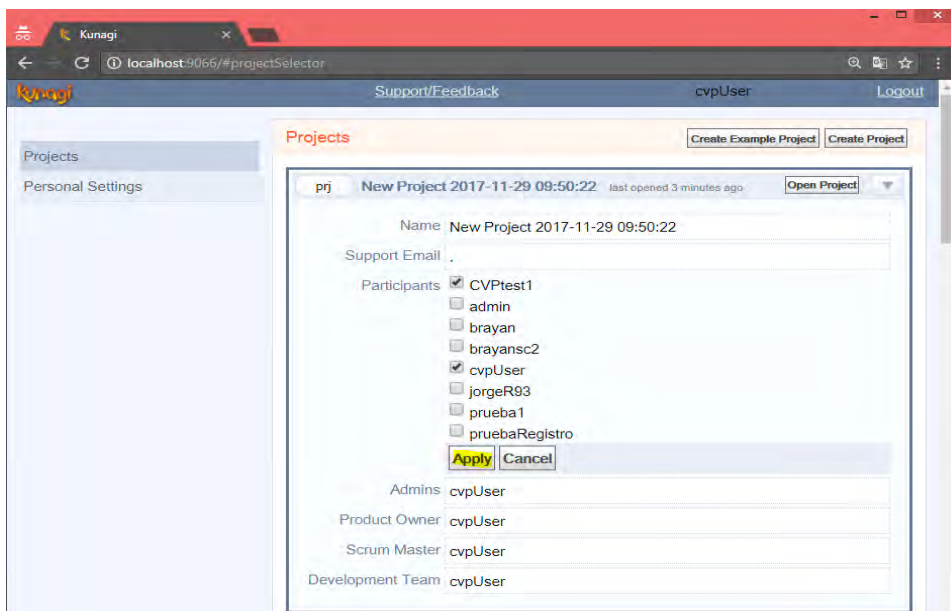 Kunagi
localhost:9066/#projectSelector
kunagi Support/Feedback cvpUser Logout
Projects
Personal Settings
Projects Create Example Project Create Project
prj New Project 2017-11-29 09:50:22 last opened 3 minutes ago Open Project
Name New Project 2017-11-29 09:50:22
Support Email .
Participants CVPtest1
admin
brayan
brayansc2
cvpUser
jorgeR93
prueba1
pruebaRegistro
Apply Cancel
Admins cvpUser
Product Owner cvpUser
Scrum Master cvpUser
Development Team cvpUser